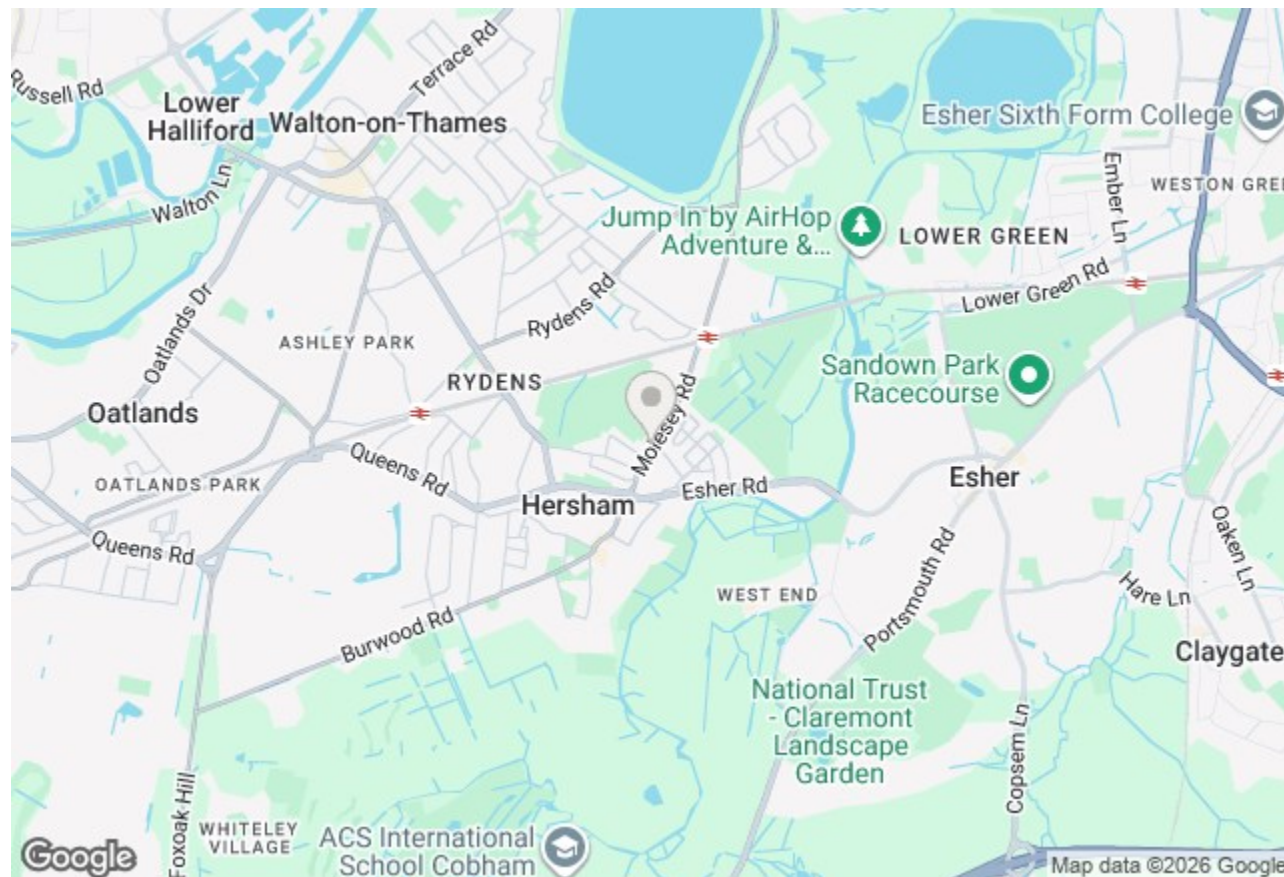 Russell Rd
Lower
Halliford
Walton-on-Thames
Terrace Rd
Esher Sixth Form College
Walton Ln
Ember Ln
WESTON GREE
Jump In by AirHop
Adventure &...
LOWER GREEN
Oatlands Dr
Rydens Rd
Lower Green Rd
ASHLEY PARK
RYDENS
Sandown Park
Racecourse
Oatlands
Molesey Rd
Queens Rd
OATLANDS PARK
Hersham
Esher Rd
Esher
Queens Rd
Oaken Ln
Portsmouth Rd
WEST END
Hare Ln
Burwood Rd
Claygate
National Trust
- Claremont
Landscape
Garden
Copsem Ln
Foxoak Hill
WHITELEY
VILLAGE
ACS International
School Cobham
Google
Map data ©2026 Google